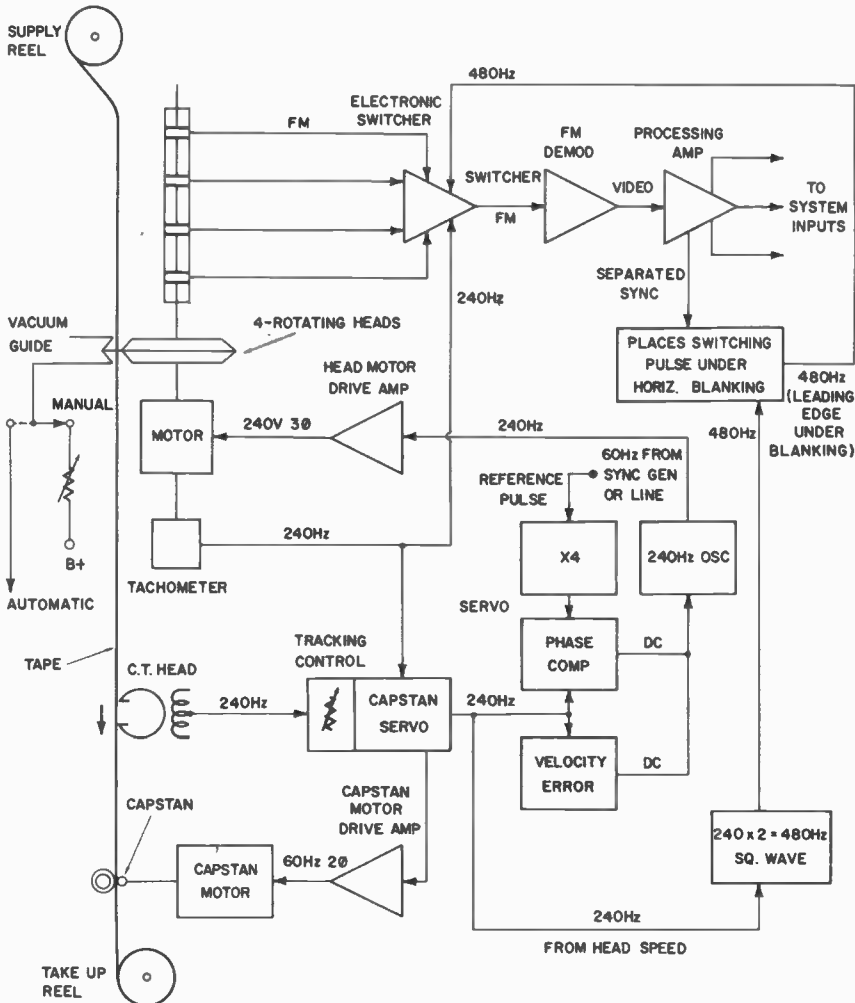 SUPPLY
REEL
480Hz
ELECTRONIC
SWITCHER
FM
FM
DEMOD
PROCESSING
AMP
SWITCHER
FM
VIDEO
TO
SYSTEM
INPUTS
SEPARATED
SYNC
240Hz
VACUUM
GUIDE
4-ROTATING HEADS
PLACES SWITCHING
PULSE UNDER
HORIZ. BLANKING
480Hz
(LEADING
EDGE
UNDER
BLANKING)
HEAD MOTOR
DRIVE AMP
MANUAL
MOTOR
240V 3Ø
240Hz
480Hz
60Hz FROM
SYNC GEN
OR LINE
REFERENCE
PULSE
B+
240Hz
X4
240Hz OSC
TACHOMETER
AUTOMATIC
SERVO
PHASE
COMP
DC
TAPE
C.T. HEAD
TRACKING
CONTROL
240Hz
CAPSTAN
SERVO
240Hz
VELOCITY
ERROR
DC
CAPSTAN
CAPSTAN
MOTOR
DRIVE AMP
CAPSTAN
MOTOR
60Hz 2Ø
240 x 2 = 480Hz
SQ. WAVE
240Hz
FROM HEAD SPEED
TAKE UP
REEL